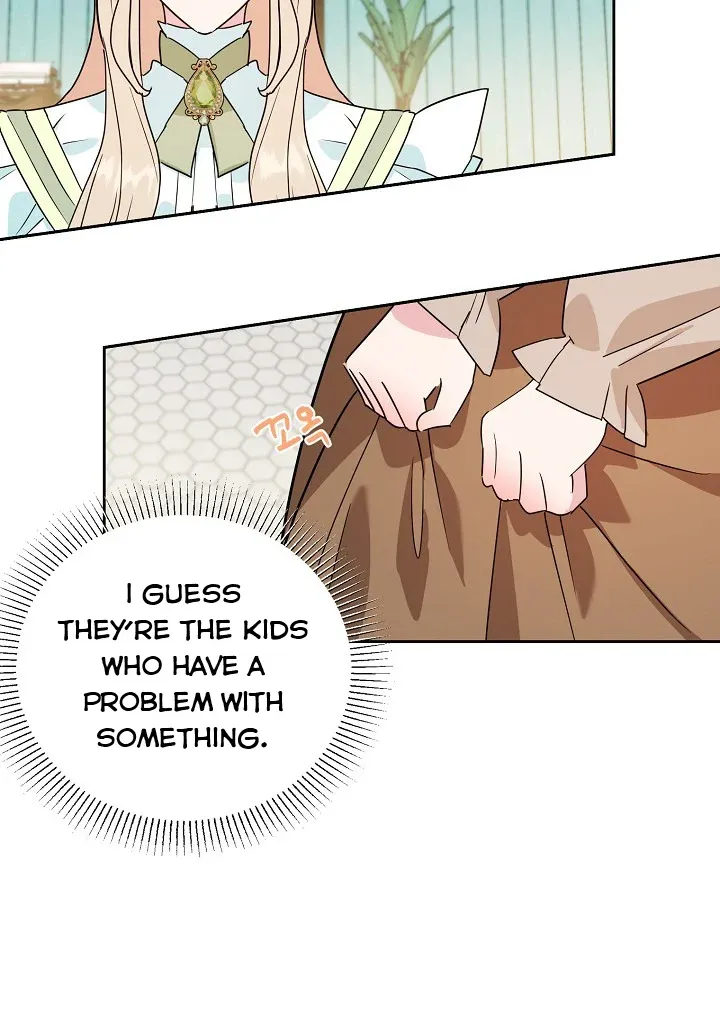 꼬옥
I GUESS
THEY'RE THE KIDS
WHO HAVE A
PROBLEM WITH
SOMETHING.